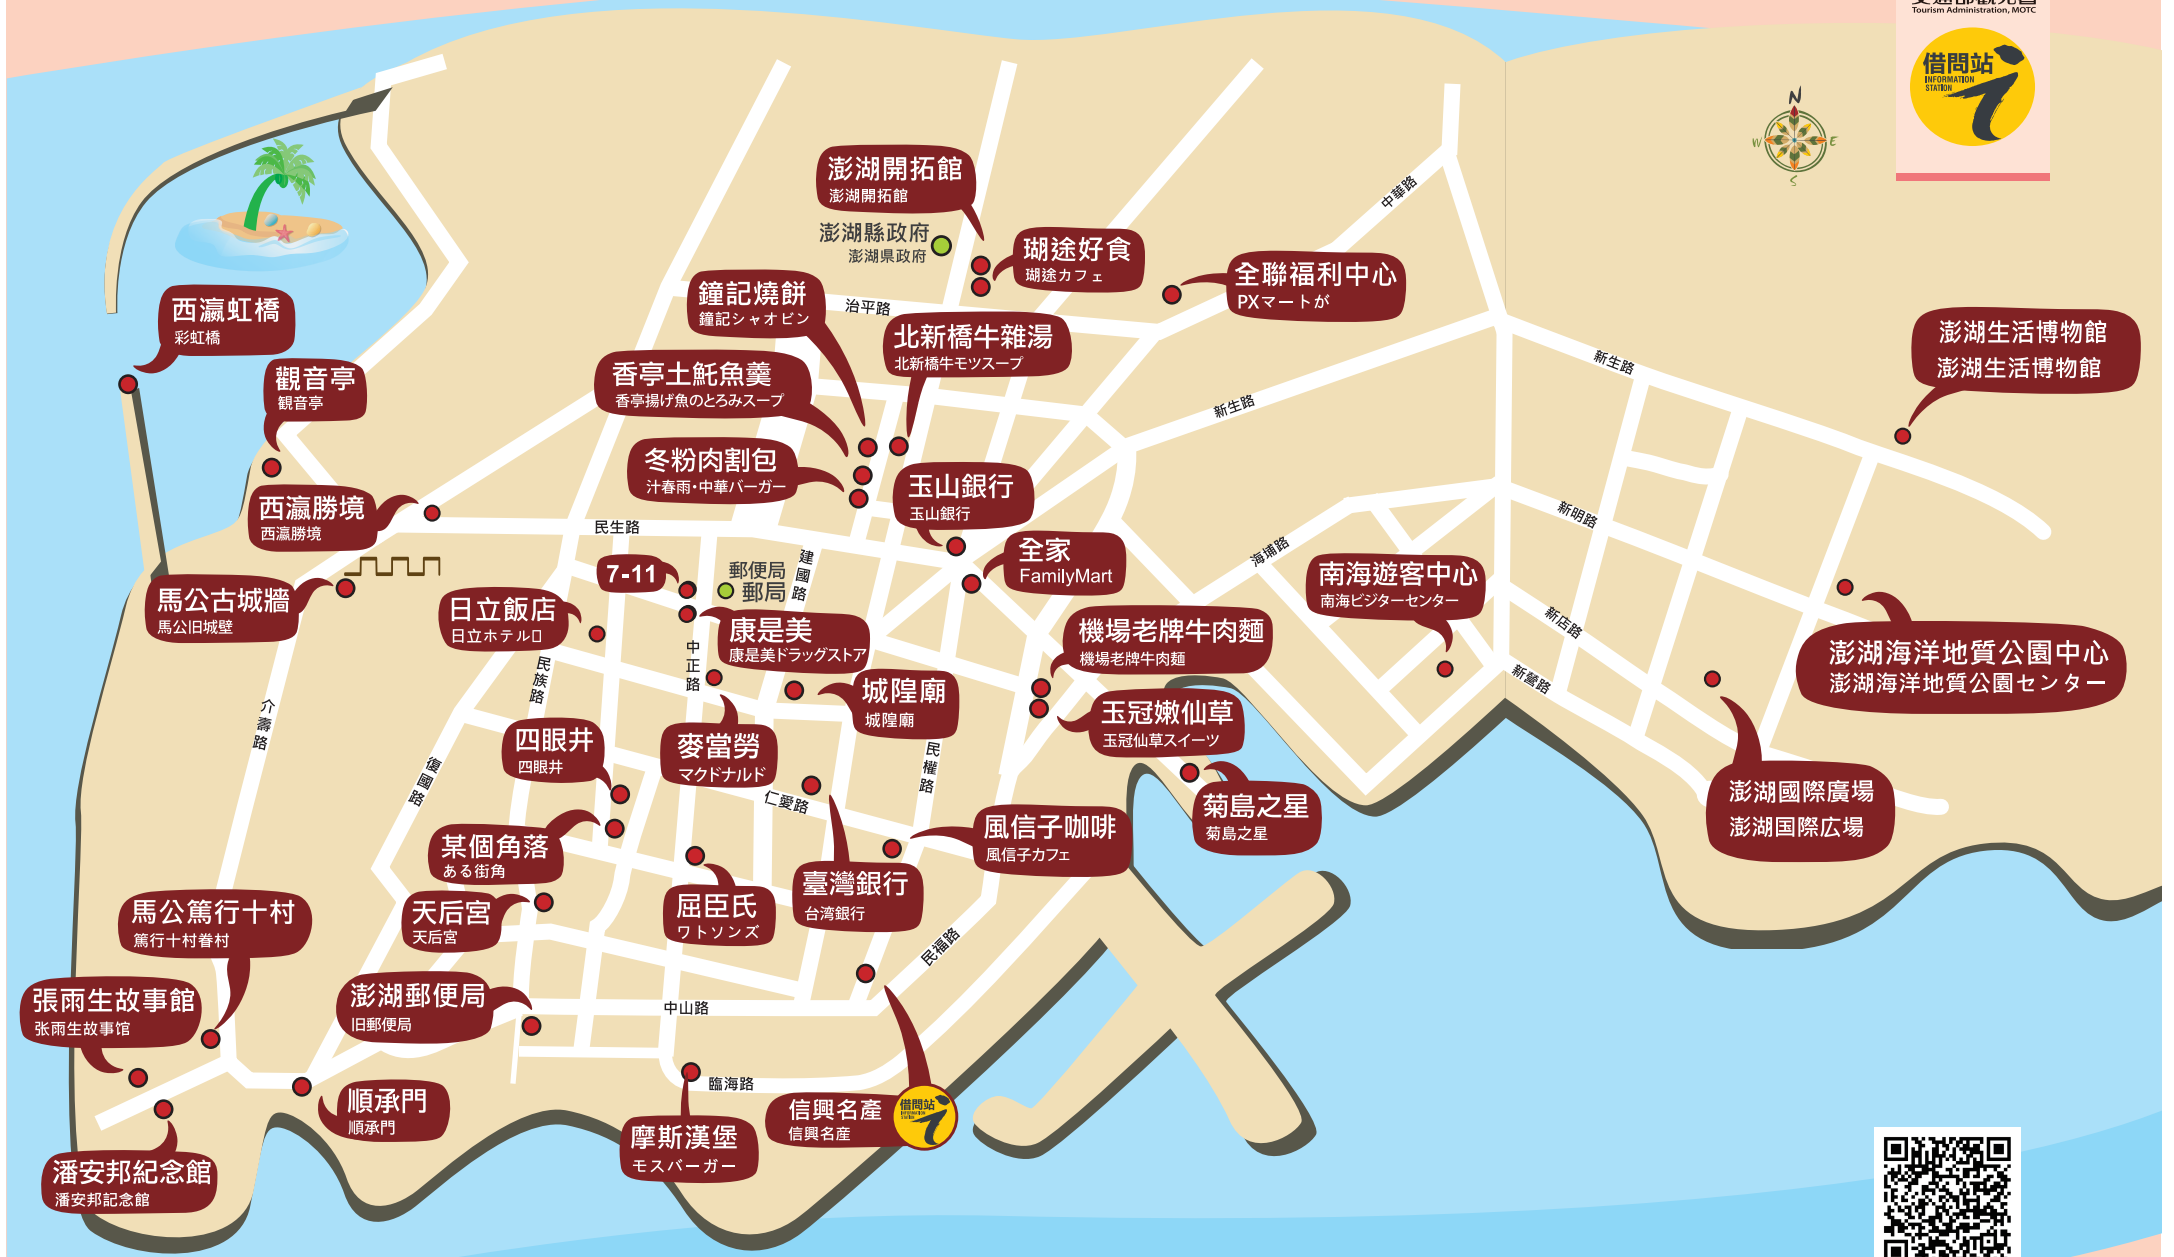 交通部觀光署
Tourism Administration, MOTC
借問站
INFORMATION
STATION
N
W
E
S
澎湖開拓館
澎湖開拓館
澎湖縣政府
澎湖県政府
瑚途好食
瑚途カフェ
全聯福利中心
PXマートが
中華路
鐘記燒餅
鐘記シャオビン
治平路
北新橋牛雜湯
北新橋牛モツスープ
西瀛虹橋
彩虹橋
觀音亭
観音亭
香亭土魠魚羹
香亭揚げ魚のとろみスープ
新生路
新生路
澎湖生活博物館
澎湖生活博物館
冬粉肉割包
汁春雨・中華バーガー
玉山銀行
玉山銀行
西瀛勝境
西瀛勝境
民生路
新明路
海埔路
全家
FamilyMart
建國路
7-11
郵便局
郵局
南海遊客中心
南海ビジターセンター
馬公古城牆
馬公旧城壁
日立飯店
日立ホテル
康是美
康是美ドラッグストア
機場老牌牛肉麵
機場老牌牛肉麺
新店路
新營路
澎湖海洋地質公園中心
澎湖海洋地質公園センター
民族路
中正路
城隍廟
城隍廟
玉冠嫩仙草
玉冠仙草スイーツ
介壽路
四眼井
四眼井
麥當勞
マクドナルド
民權路
復國路
仁愛路
菊島之星
菊島之星
澎湖國際廣場
澎湖国際広場
某個角落
ある街角
風信子咖啡
風信子カフェ
臺灣銀行
台湾銀行
屈臣氏
ワトソンズ
天后宮
天后宮
馬公篤行十村
篤行十村眷村
民福路
張雨生故事館
张雨生故事馆
澎湖郵便局
旧郵便局
中山路
臨海路
順承門
順承門
信興名產
信興名産
借問站
INFORMATION
STATION
摩斯漢堡
モスバーガー
潘安邦紀念館
潘安邦記念館